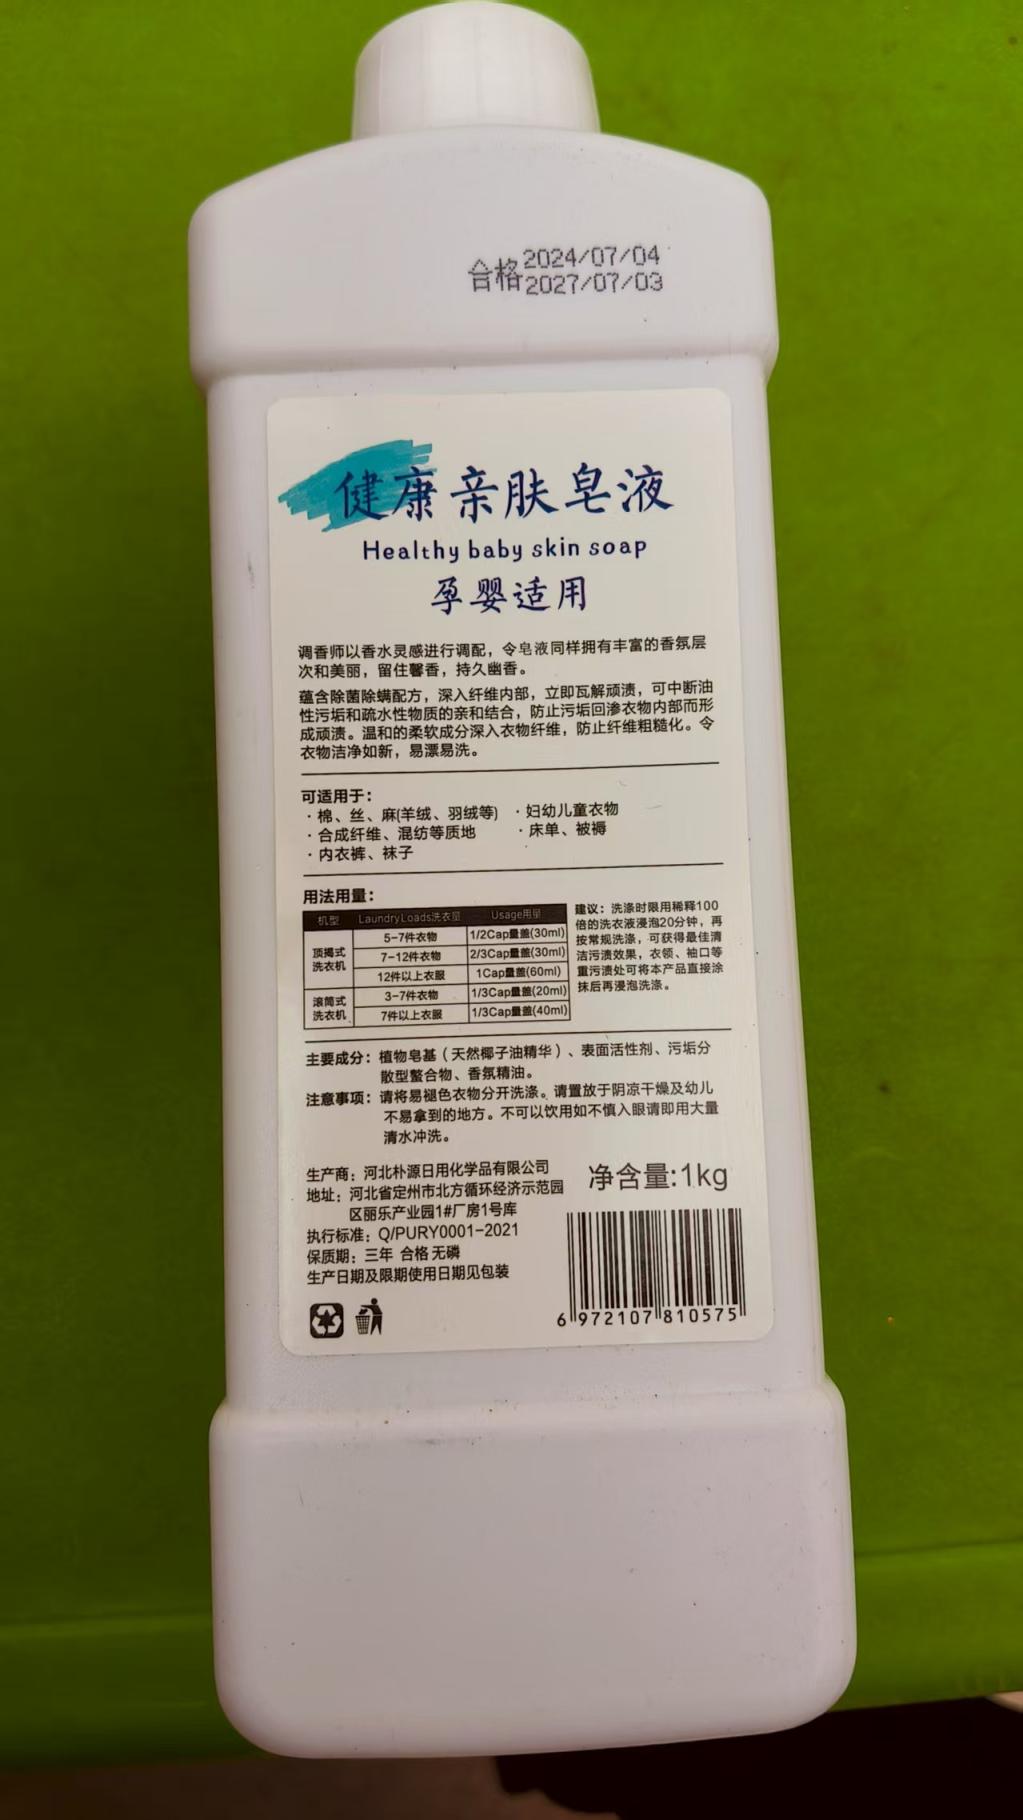 合格2024/07/04
2027/07/03
健康亲肤皂液
Healthy baby skin soap
孕婴适用
调香师以香水灵感进行调配，令皂液同样拥有丰富的香氛层
次和美丽，留住馨香，持久幽香。
蕴含除菌除螨配方，深入纤维内部，立即瓦解顽渍，可中断油
性污垢和疏水性物质的亲和结合，防止污垢回渗衣物内部而形
成顽渍。温和的柔软成分深入衣物纤维，防止纤维粗糙化。令
衣物洁净如新，易漂易洗。
可适用于：
·棉、丝、麻(羊绒、羽绒等) ·妇幼儿童衣物
·合成纤维、混纺等质地 ·床单、被褥
·内衣裤、袜子
用法用量：
机型 LaundryLoads洗衣量 Usage用量
顶揭式
洗衣机
5-7件衣物 1/2Cap量盖(30ml)
7-12件衣物 2/3Cap量盖(30ml)
12件以上衣服 1Cap量盖(60ml)
滚筒式
洗衣机
3-7件衣物 1/3Cap量盖(20ml)
7件以上衣服 1/3Cap量盖(40ml)
建议：洗涤时限用稀释100
倍的洗衣液浸泡20分钟，再
按常规洗涤，可获得最佳清
洁污渍效果，衣领、袖口等
重污渍处可将本产品直接涂
抹后再浸泡洗涤。
主要成分：植物皂基（天然椰子油精华）、表面活性剂、污垢分
散型螯合物、香氛精油。
注意事项：请将易褪色衣物分开洗涤。请置放于阴凉干燥及幼儿
不易拿到的地方。不可以饮用如不慎入眼请即用大量
清水冲洗。
生产商：河北朴源日用化学品有限公司
地址：河北省定州市北方循环经济示范园
区丽乐产业园1#厂房1号库
执行标准：Q/PURY0001-2021
保质期：三年 合格 无磷
生产日期及限期使用日期见包装
净含量:1kg
6 972107 810575